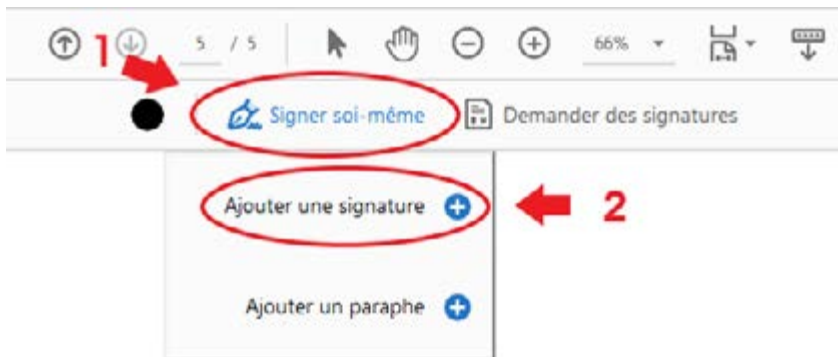 1 5 / 5 66%
Signer soi-même Demander des signatures
Ajouter une signature 2
Ajouter un paraphe